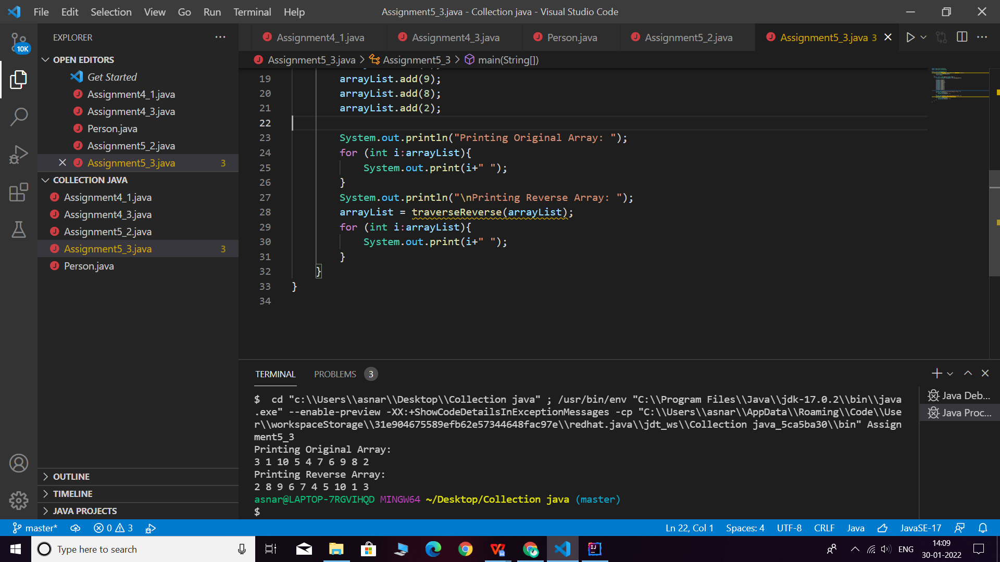 File Edit Selection View Go Run Terminal Help
Assignment5_3.java - Collection java - Visual Studio Code
EXPLORER
10K
OPEN EDITORS
Get Started
Assignment4_1.java
Assignment4_3.java
Person.java
Assignment5_2.java
Assignment5_3.java 3
COLLECTION JAVA
Assignment4_1.java
Assignment4_3.java
Assignment5_2.java
Assignment5_3.java 3
Person.java
OUTLINE
TIMELINE
JAVA PROJECTS
Assignment4_1.java Assignment4_3.java Person.java Assignment5_2.java Assignment5_3.java 3
Assignment5_3.java > Assignment5_3 > main(String[])
19 arrayList.add(9);
20 arrayList.add(8);
21 arrayList.add(2);
22
23 System.out.println("Printing Original Array: ");
24 for (int i:arrayList){
25 System.out.print(i+" ");
26 }
27 System.out.println("\nPrinting Reverse Array: ");
28 arrayList = traverseReverse(arrayList);
29 for (int i:arrayList){
30 System.out.print(i+" ");
31 }
32 }
33 }
34
TERMINAL PROBLEMS 3
$  cd "c:\\Users\\asnar\\Desktop\\Collection java" ; /usr/bin/env "C:\\Program Files\\Java\\jdk-17.0.2\\bin\\java
.exe" --enable-preview -XX:+ShowCodeDetailsInExceptionMessages -cp "C:\\Users\\asnar\\AppData\\Roaming\\Code\\Use
r\\workspaceStorage\\31e904675589efb62e57344648fac97e\\redhat.java\\jdt_ws\\Collection java_5ca5ba30\\bin" Assign
ment5_3
Printing Original Array:
3 1 10 5 4 7 6 9 8 2
Printing Reverse Array:
2 8 9 6 7 4 5 10 1 3
asnar@LAPTOP-7RGVIHQD MINGW64 ~/Desktop/Collection java (master)
$
Java Deb...
Java Proc...
master* 0 3 Ln 22, Col 1 Spaces: 4 UTF-8 CRLF Java JavaSE-17
Type here to search
ENG
14:09
30-01-2022